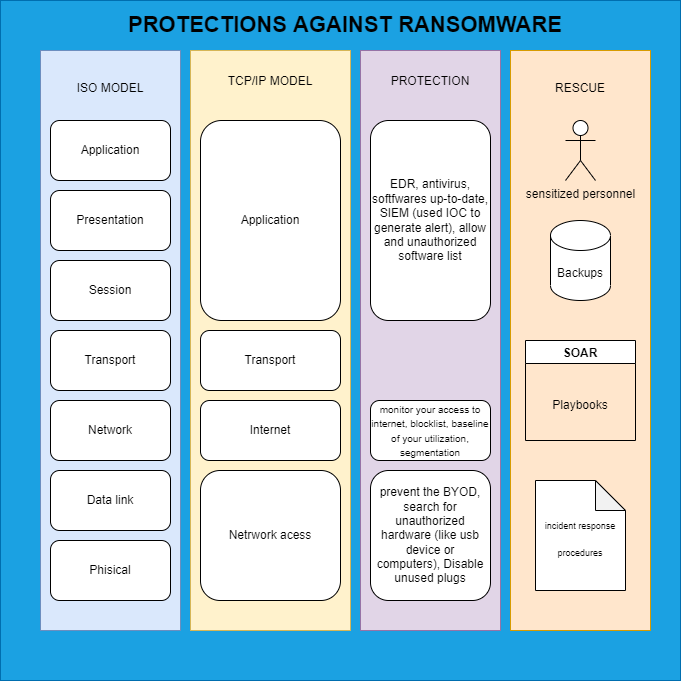 PROTECTIONS AGAINST RANSOMWARE
ISO MODEL
Application
Presentation
Session
Transport
Network
Data link
Phisical
TCP/IP MODEL
Application
Transport
Internet
Netrwork acess
PROTECTION
EDR, antivirus,
softfwares up-to-date,
SIEM (used IOC to
generate alert), allow
and unauthorized
software list
monitor your access to
internet, blocklist, baseline
of your utilization,
segmentation
prevent the BYOD,
search for
unauthorized
hardware (like usb
device or
computers), Disable
unused plugs
RESCUE
sensitized personnel
Backups
SOAR
Playbooks
incident response
procedures